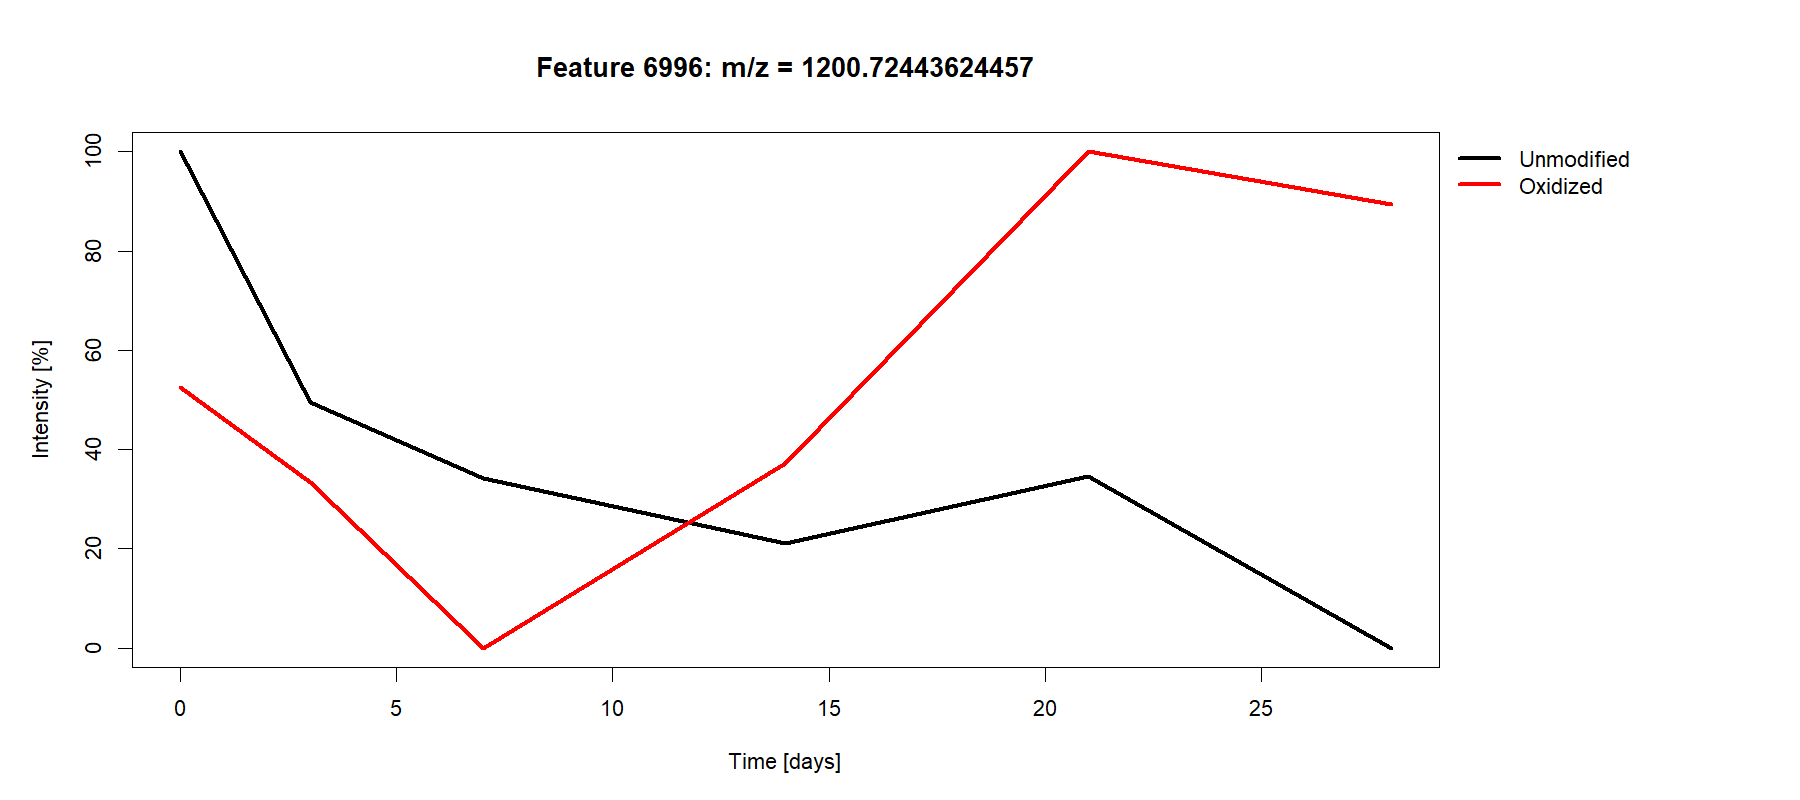 Feature 6996: m/z = 1200.72443624457
Unmodified
Oxidized
Intensity [%]
100
80
60
40
20
0
0 5 10 15 20 25
Time [days]